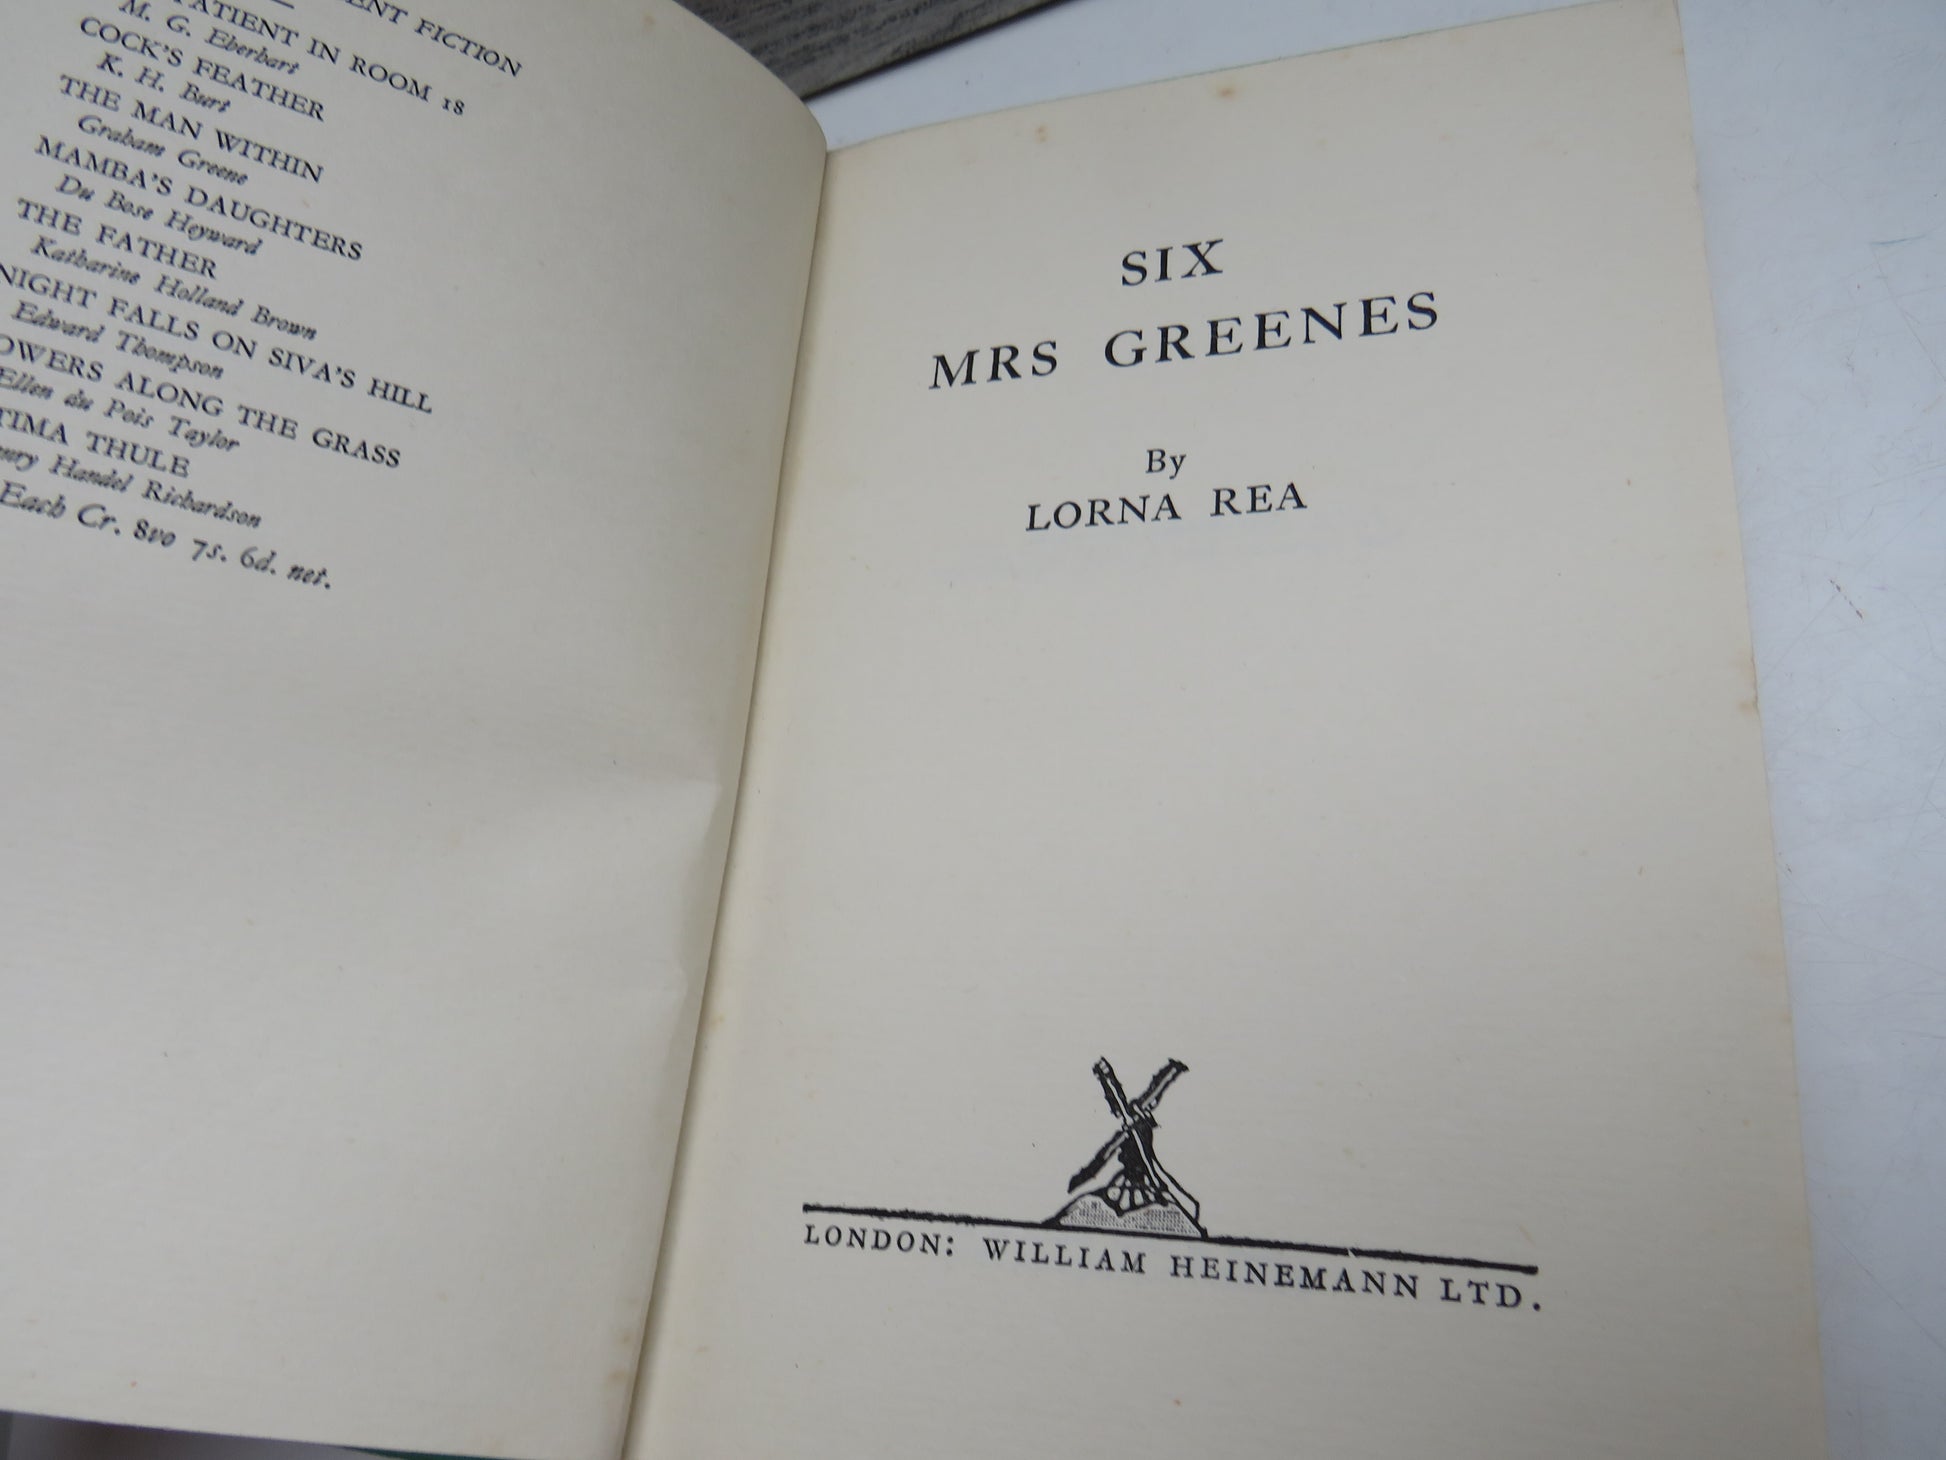 FICTION
PATIENT IN ROOM 18
M. G. Eberhart
COCK'S FEATHER
K. H. Burt
THE MAN WITHIN
Graham Greene
MAMBA'S DAUGHTERS
Du Bose Heyward
THE FATHER
Katharine Holland Brown
NIGHT FALLS ON SIVA'S HILL
Edward Thompson
OWERS ALONG THE GRASS
Ellen du Pois Taylor
TIMA THULE
nry Handel Richardson
Each Cr. 8vo 7s. 6d. net.
SIX
MRS GREENES
By
LORNA REA
LONDON: WILLIAM HEINEMANN LTD.